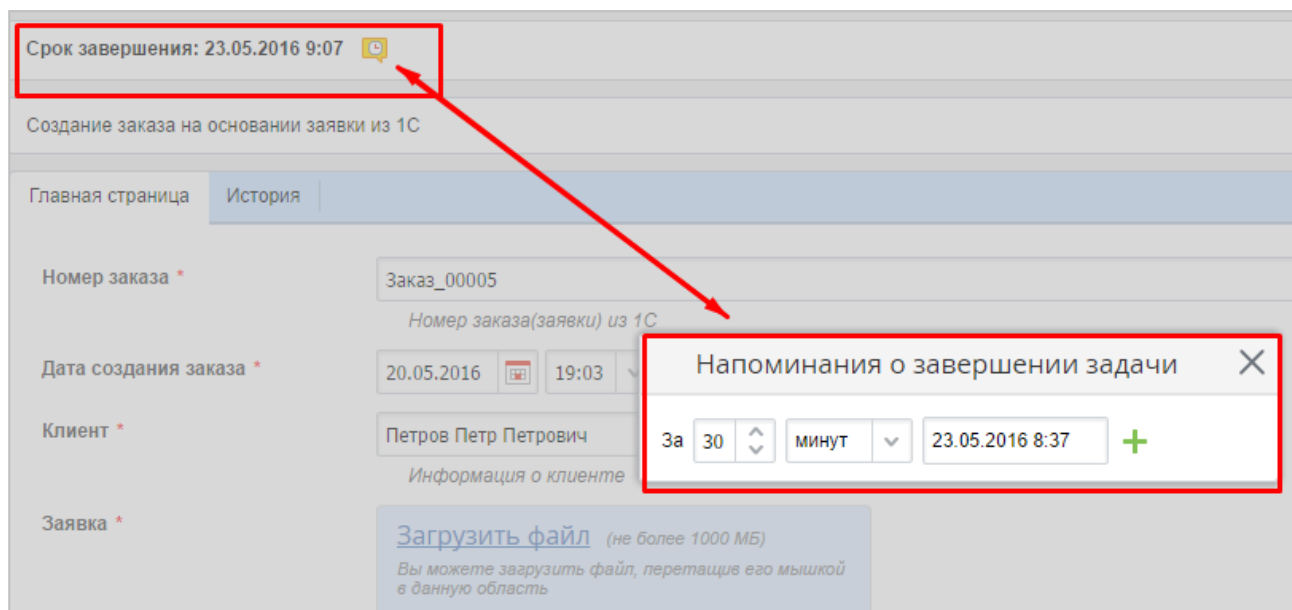 Срок завершения: 23.05.2016 9:07
Создание заказа на основании заявки из 1С
Главная страница История
Номер заказа * Заказ_00005
Номер заказа(заявки) из 1С
Напоминания о завершении задачи
Дата создания заказа * 20.05.2016 19:03
За 30 минут 23.05.2016 8:37
Клиент * Петров Петр Петрович
Информация о клиенте
Заявка * Загрузить файл (не более 1000 МБ)
Вы можете загрузить файл, перетащив его мышкой
в данную область